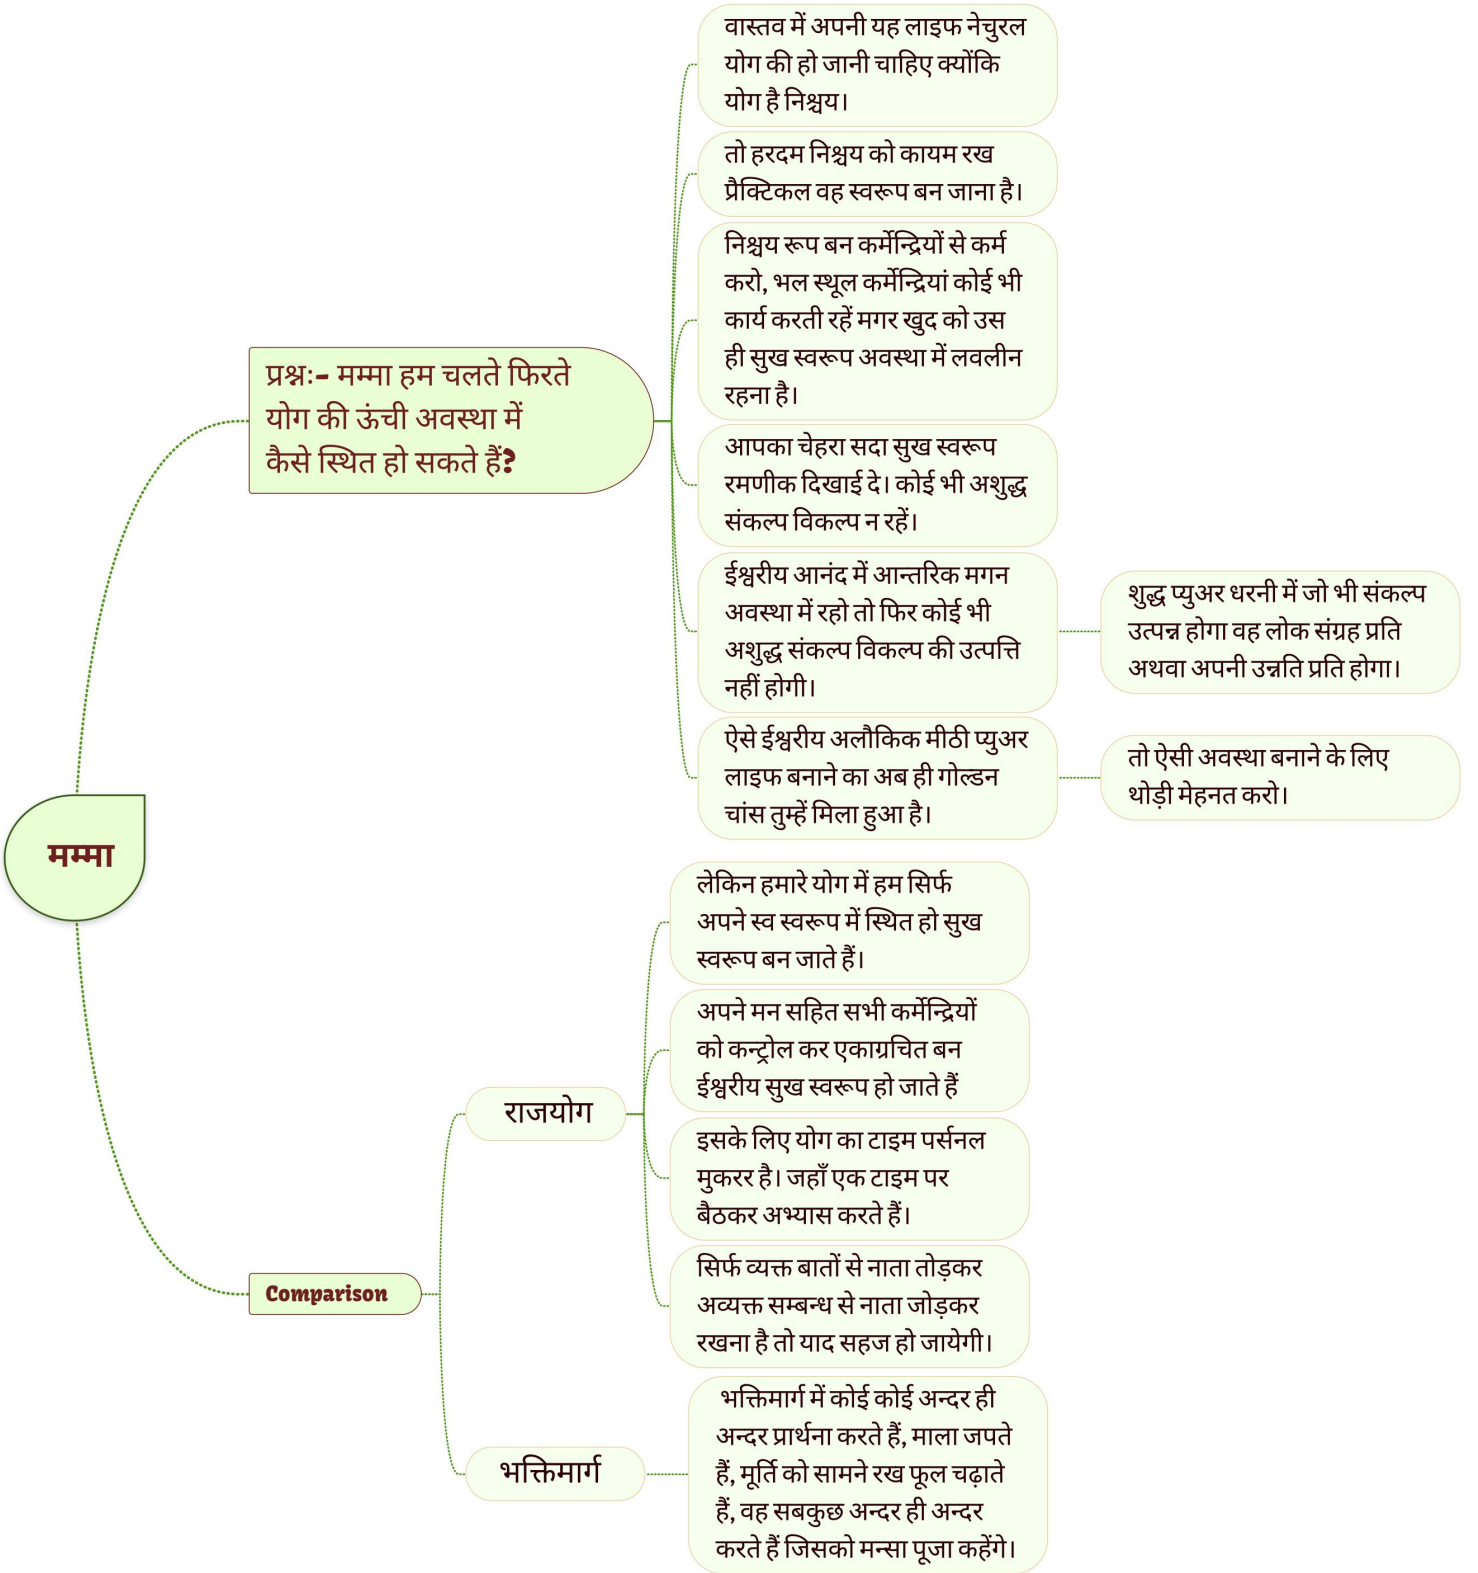 मम्मा
प्रश्नः- मम्मा हम चलते फिरते
योग की ऊंची अवस्था में
कैसे स्थित हो सकते हैं?
वास्तव में अपनी यह लाइफ नेचुरल
योग की हो जानी चाहिए क्योंकि
योग है निश्चय।
तो हरदम निश्चय को कायम रख
प्रैक्टिकल वह स्वरूप बन जाना है।
निश्चय रूप बन कर्मेन्द्रियों से कर्म
करो, भल स्थूल कर्मेन्द्रियां कोई भी
कार्य करती रहें मगर खुद को उस
ही सुख स्वरूप अवस्था में लवलीन
रहना है।
आपका चेहरा सदा सुख स्वरूप
रमणीक दिखाई दे। कोई भी अशुद्ध
संकल्प विकल्प न रहें।
ईश्वरीय आनंद में आन्तरिक मगन
अवस्था में रहो तो फिर कोई भी
अशुद्ध संकल्प विकल्प की उत्पत्ति
नहीं होगी।
शुद्ध प्युअर धरनी में जो भी संकल्प
उत्पन्न होगा वह लोक संग्रह प्रति
अथवा अपनी उन्नति प्रति होगा।
ऐसे ईश्वरीय अलौकिक मीठी प्युअर
लाइफ बनाने का अब ही गोल्डन
चांस तुम्हें मिला हुआ है।
तो ऐसी अवस्था बनाने के लिए
थोड़ी मेहनत करो।
Comparison
राजयोग
लेकिन हमारे योग में हम सिर्फ
अपने स्व स्वरूप में स्थित हो सुख
स्वरूप बन जाते हैं।
अपने मन सहित सभी कर्मेन्द्रियों
को कन्ट्रोल कर एकाग्रचित बन
ईश्वरीय सुख स्वरूप हो जाते हैं
इसके लिए योग का टाइम पर्सनल
मुकरर है। जहाँ एक टाइम पर
बैठकर अभ्यास करते हैं।
सिर्फ व्यक्त बातों से नाता तोड़कर
अव्यक्त सम्बन्ध से नाता जोड़कर
रखना है तो याद सहज हो जायेगी।
भक्तिमार्ग
भक्तिमार्ग में कोई कोई अन्दर ही
अन्दर प्रार्थना करते हैं, माला जपते
हैं, मूर्ति को सामने रख फूल चढ़ाते
हैं, वह सबकुछ अन्दर ही अन्दर
करते हैं जिसको मन्सा पूजा कहेंगे।